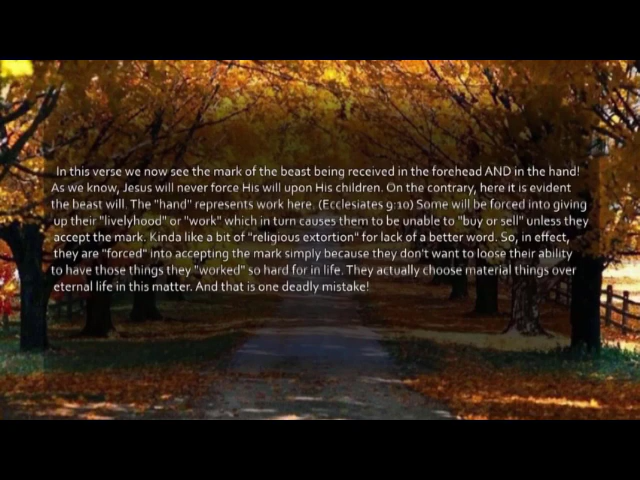 In this verse we now see the mark of the beast being received in the forehead AND in the hand!
As we know, Jesus will never force His will upon His children. On the contrary, here it is evident
the beast will. The "hand" represents work here. (Ecclesiates 9:10) Some will be forced into giving
up their "livelyhood" or "work" which in turn causes them to be unable to "buy or sell" unless they
accept the mark. Kinda like a bit of "religious extortion" for lack of a better word. So, in effect,
they are "forced" into accepting the mark simply because they don't want to loose their ability
to have those things they "worked" so hard for in life. They actually choose material things over
eternal life in this matter. And that is one deadly mistake!